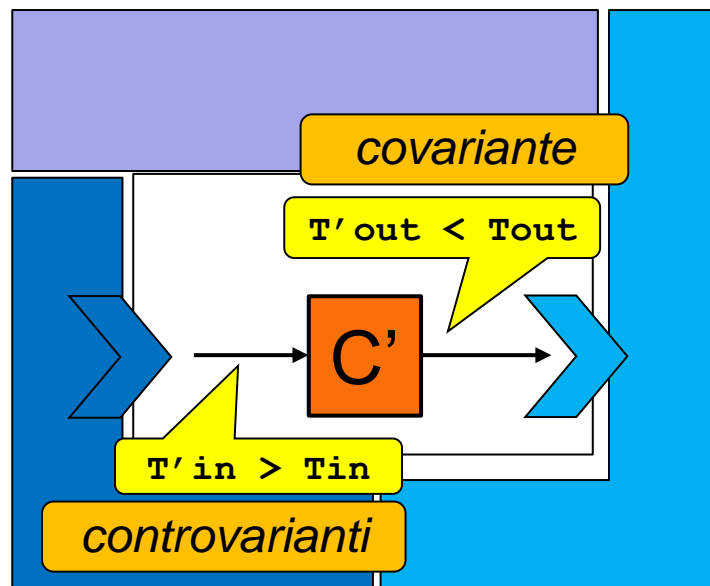 covariante
T’out < Tout
C’
T’in > Tin
controvarianti